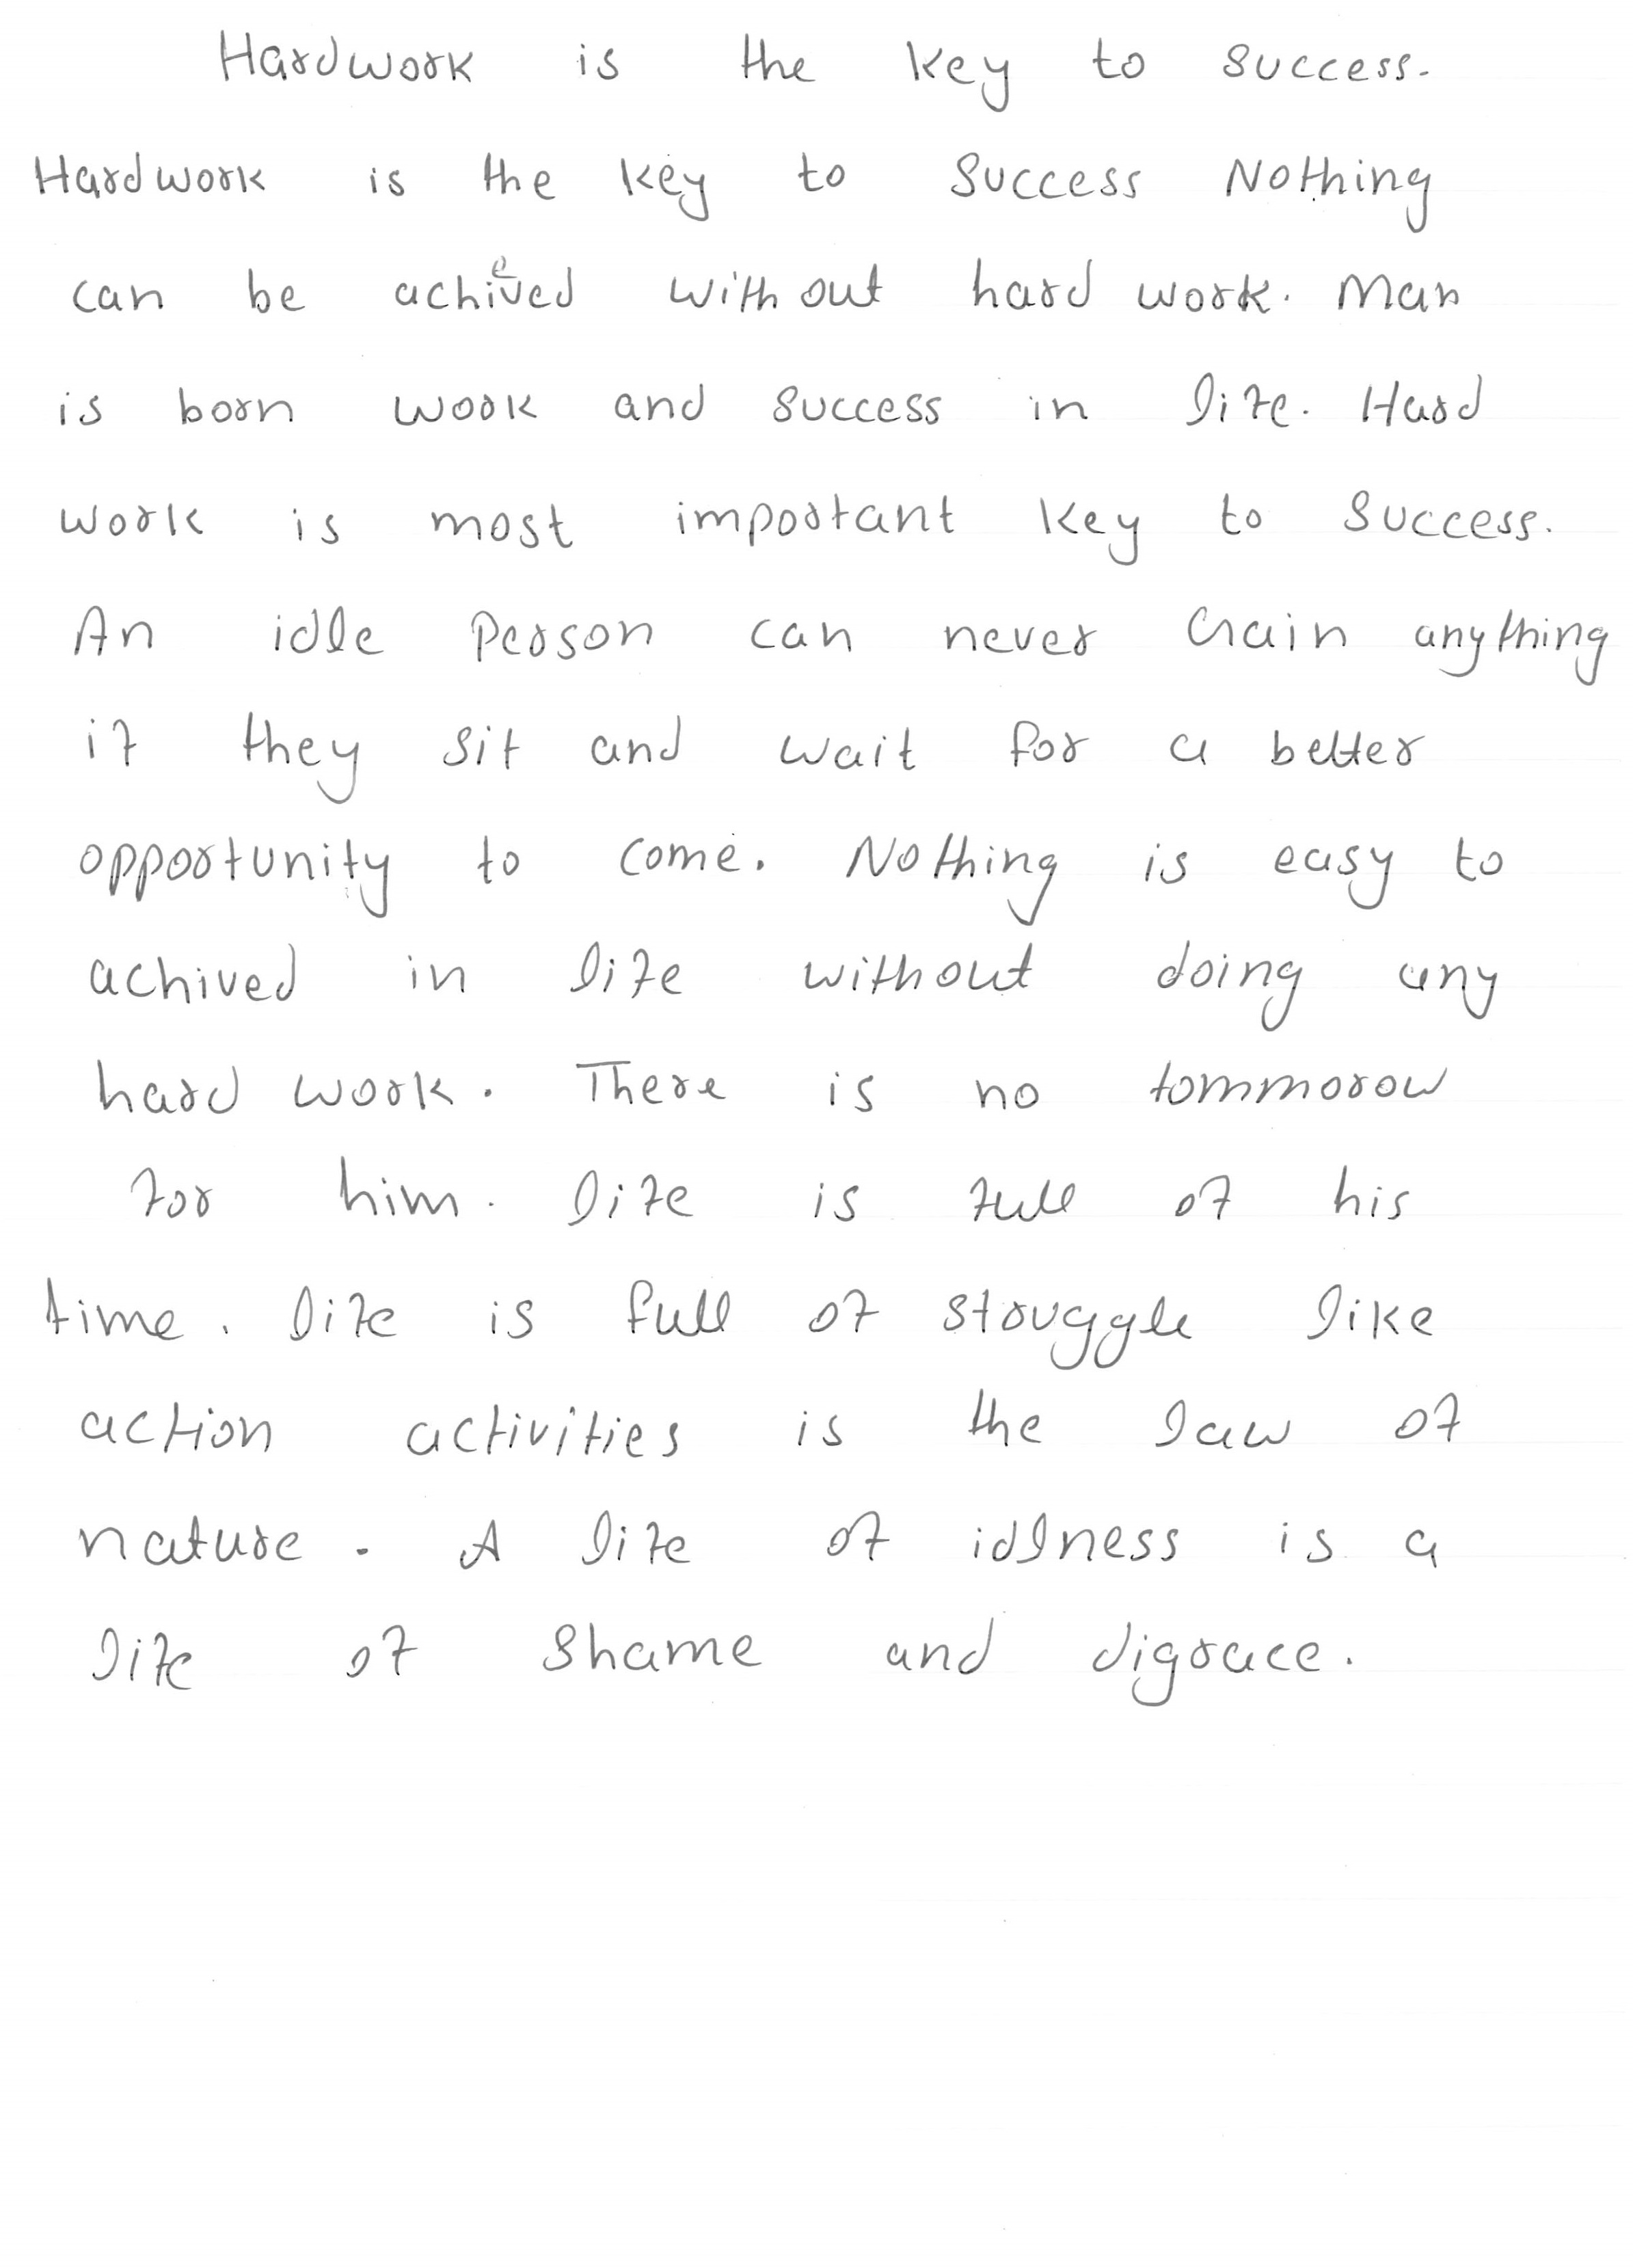 Hardwork is the key to success.
Hardwork is the key to success Nothing
can be achieved without hard work. Man
is born work and success in life. Hard
work is most important key to success.
An idle person can never Gain anything
if they sit and wait for a better
opportunity to come. Nothing is easy to
achived in life without doing any
hard work. There is no tommorow
for him. life is full of his
time. life is full of struggle like
action activities is the law of
nature. A life of idlness is a
life of shame and digrace.